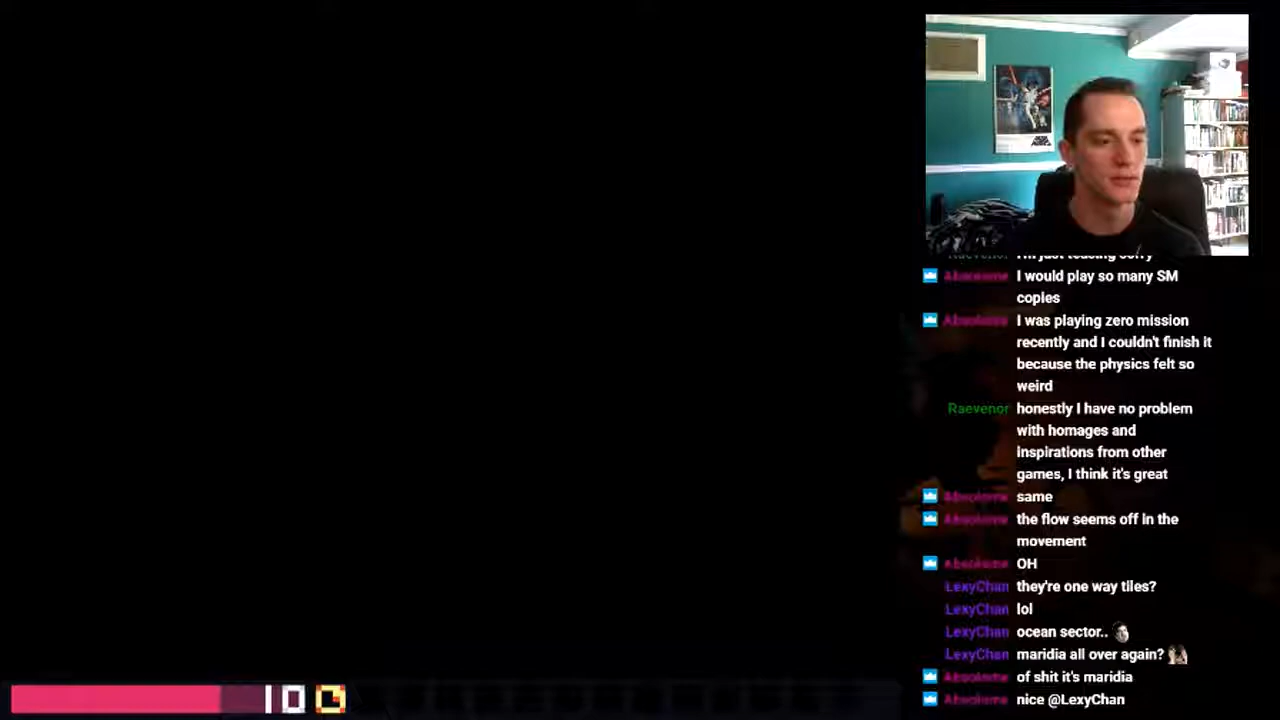 I would play so many SM
copies
I was playing zero mission
recently and I couldn't finish it
because the physics felt so
weird
Raevenor honestly I have no problem
with homages and
inspirations from other
games, I think it's great
same
the flow seems off in the
movement
OH
LexyChan they're one way tiles?
LexyChan lol
LexyChan ocean sector..
LexyChan maridia all over again?
of shit it's maridia
nice @LexyChan
10